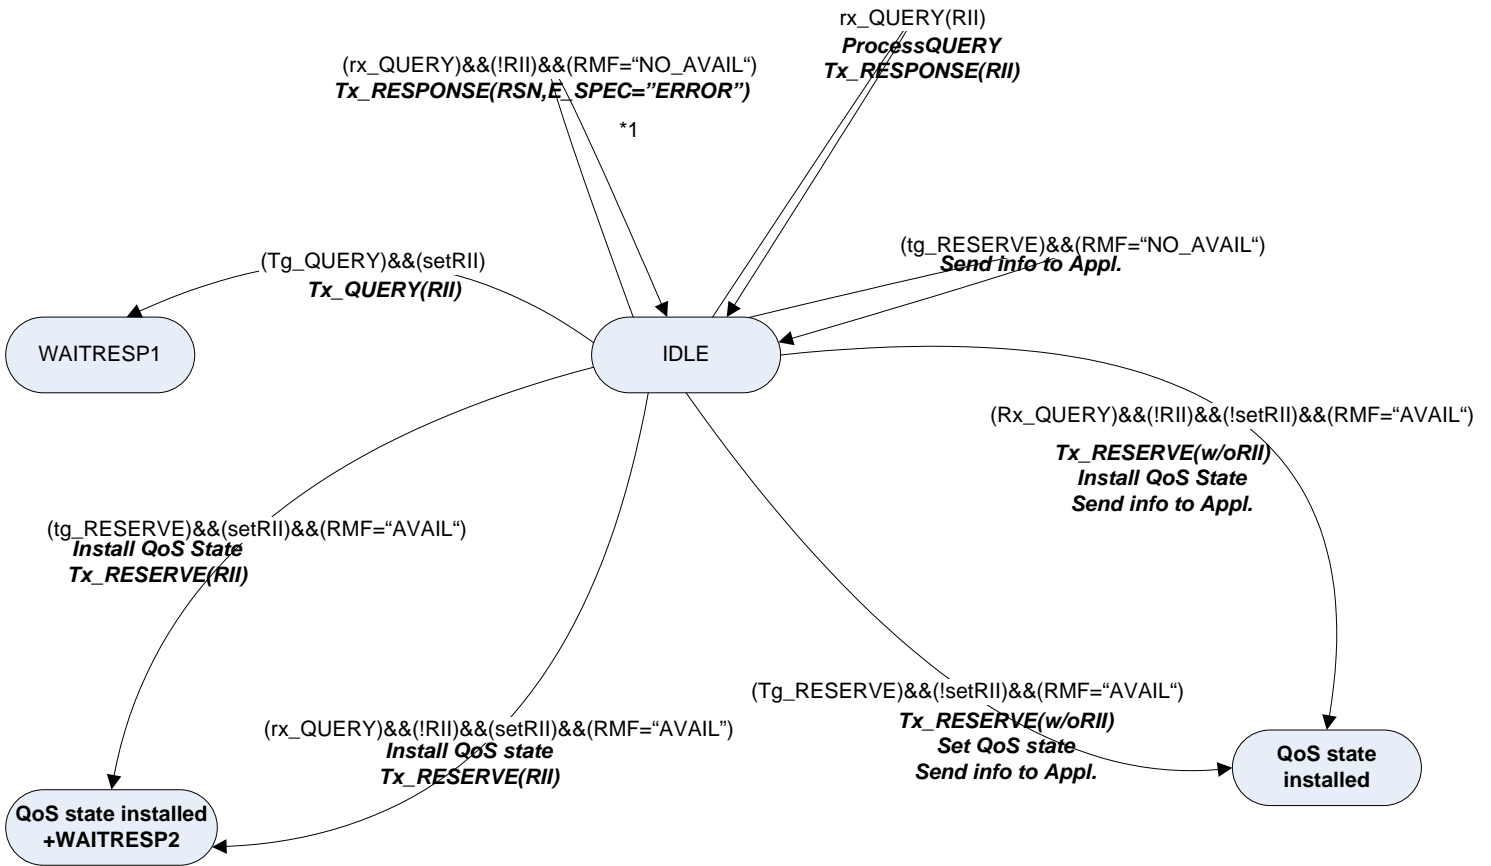 rx_QUERY(RII)
ProcessQUERY
Tx_RESPONSE(RII)
(rx_QUERY)&&(!RII)&&(RMF=“NO_AVAIL“)
Tx_RESPONSE(RSN,E_SPEC=”ERROR”)
*1
(Tg_QUERY)&&(setRII)
Tx_QUERY(RII)
(tg_RESERVE)&&(RMF=“NO_AVAIL“)
Send info to Appl.
WAITRESP1
IDLE
(Rx_QUERY)&&(!RII)&&(!setRII)&&(RMF=“AVAIL“)
Tx_RESERVE(w/oRII)
Install QoS State
Send info to Appl.
(tg_RESERVE)&&(setRII)&&(RMF=“AVAIL“)
Install QoS State
Tx_RESERVE(RII)
(rx_QUERY)&&(!RII)&&(setRII)&&(RMF=“AVAIL”)
Install QoS state
Tx_RESERVE(RII)
(Tg_RESERVE)&&(!setRII)&&(RMF=“AVAIL“)
Tx_RESERVE(w/oRII)
Set QoS state
Send info to Appl.
QoS state
installed
QoS state installed
+WAITRESP2